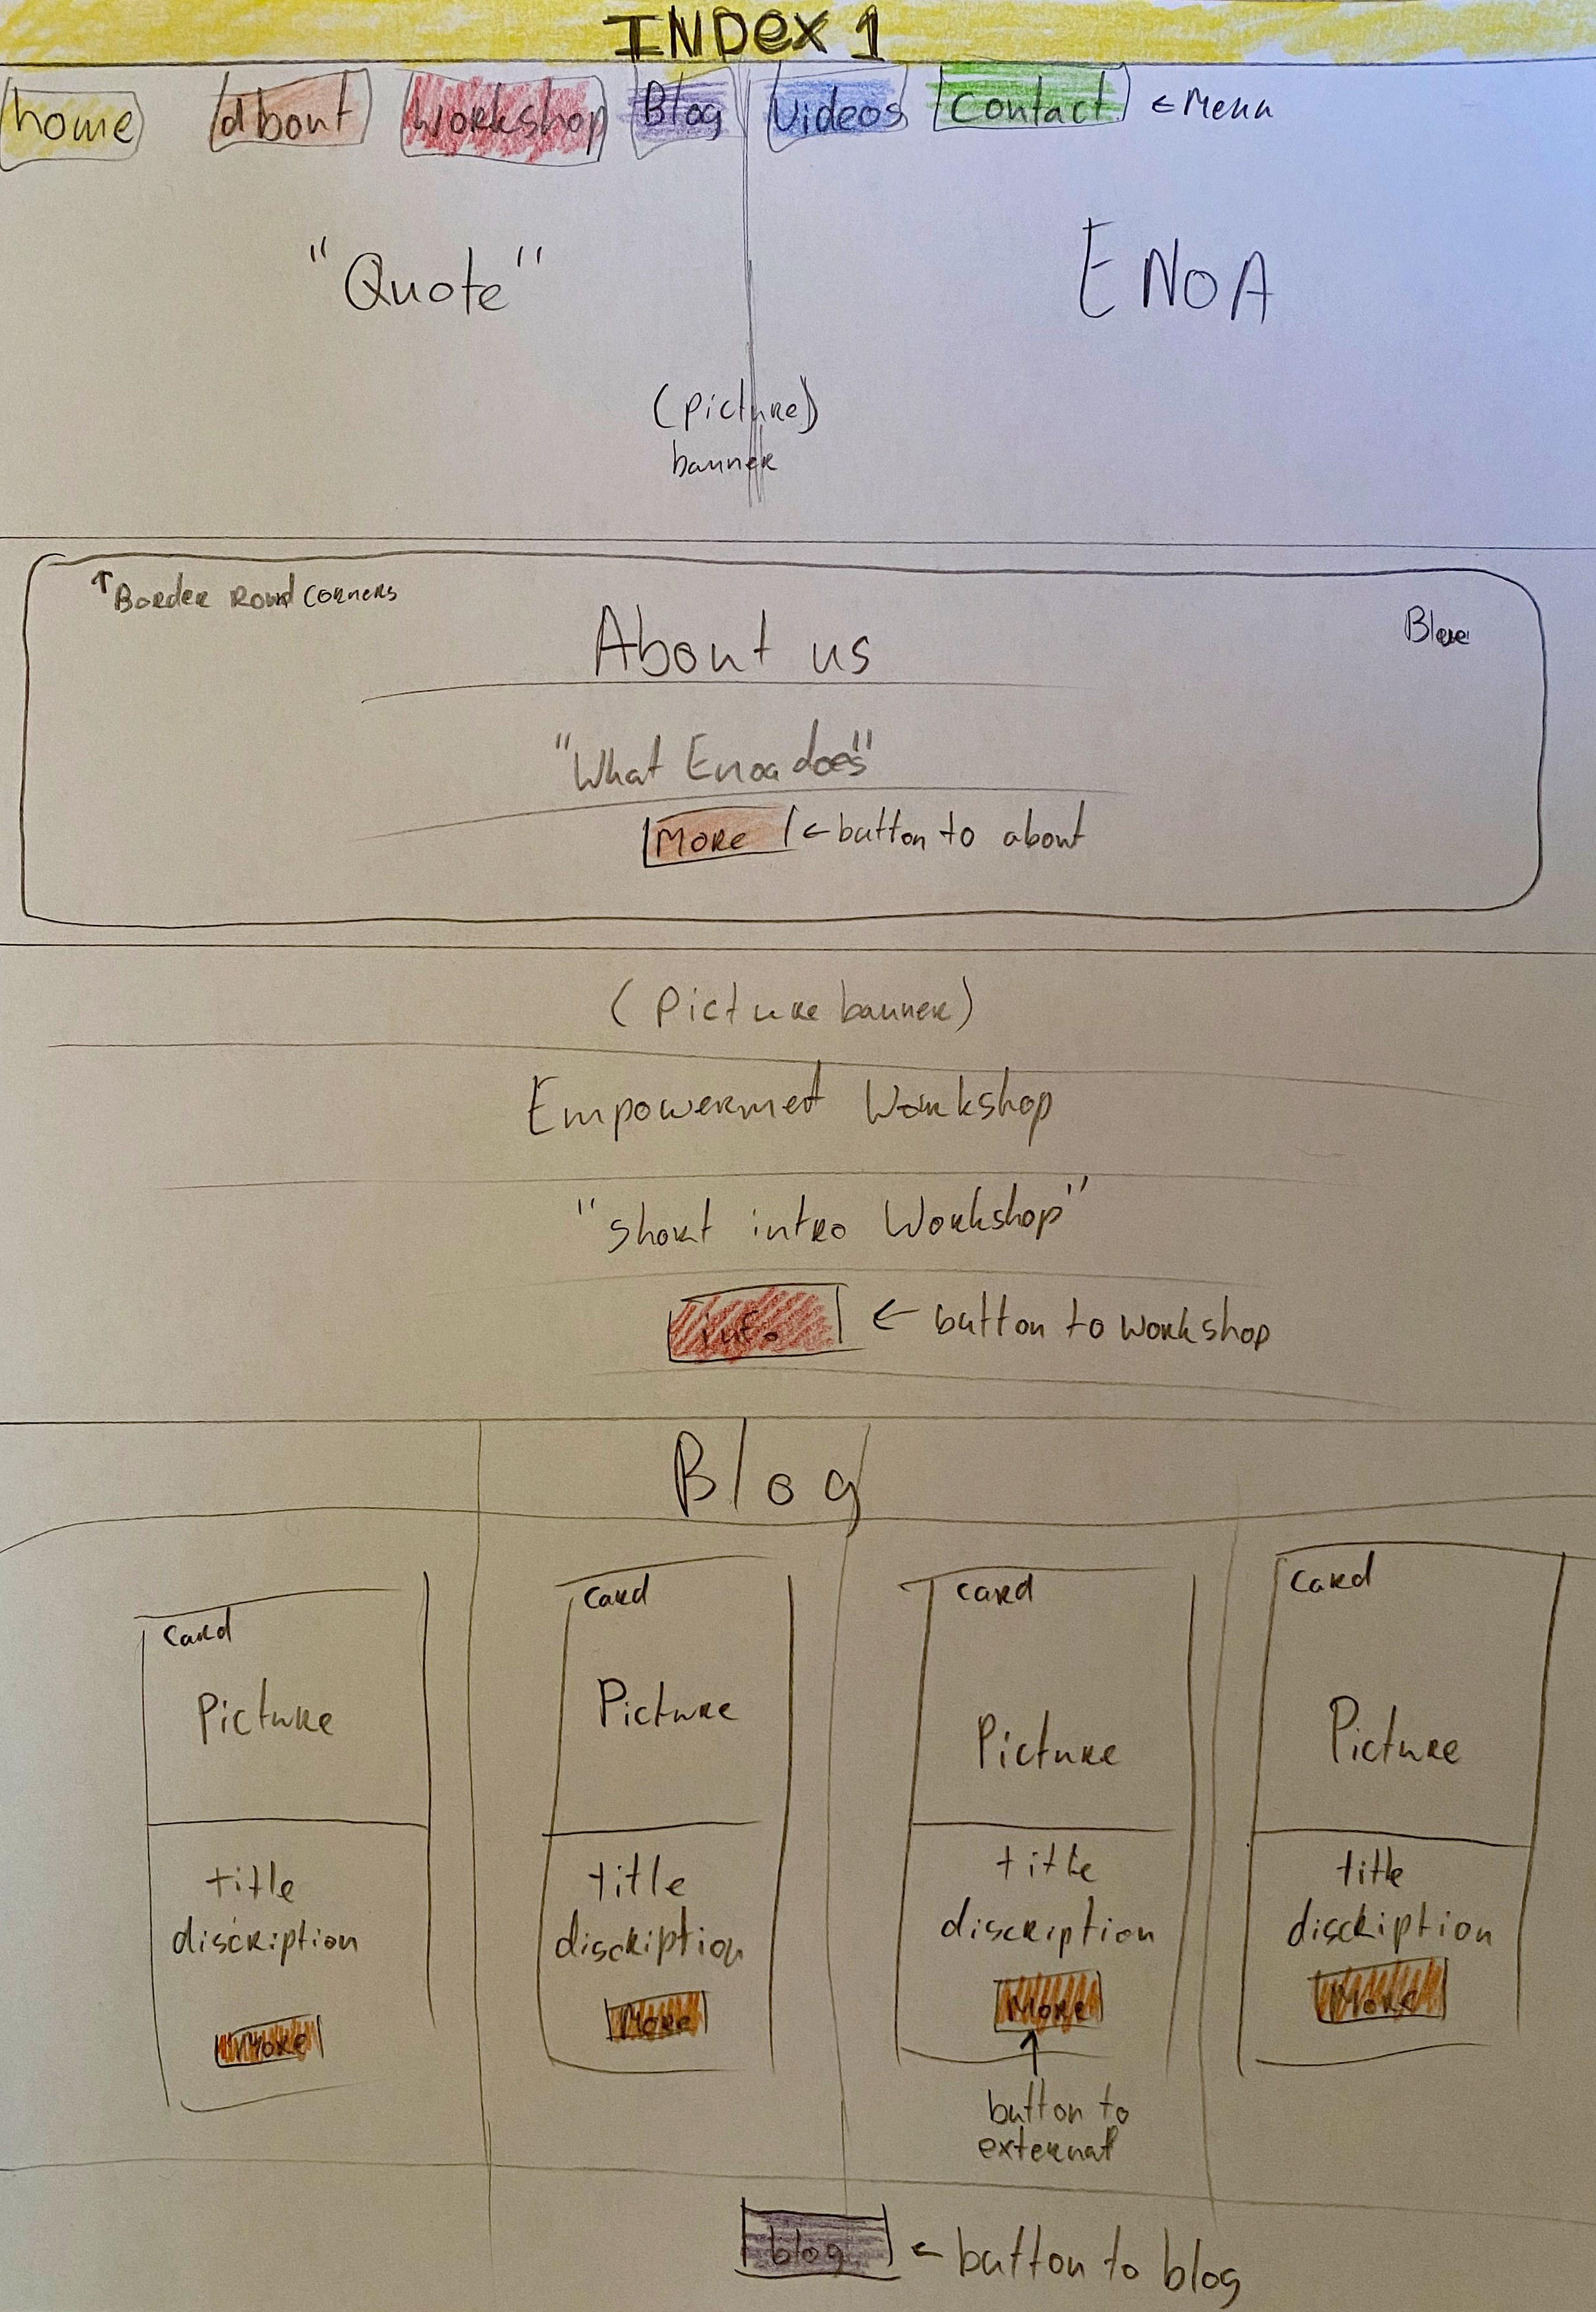 INDEX 1
home about Workshop Blog Videos Contact ← Menu
"Quote" ENOA
(picture)
banner
↑ Border Round corners
Blue
About us
"What Enoa does"
More ← button to about
(Picture banner)
Empowermet Workshop
"short intro Workshop"
info ← button to workshop
Blog
Card
Picture
title
discription
More
Card
Picture
title
discription
More
Card
Picture
title
discription
More
↑
button to
external
Card
Picture
title
discription
More
blog ← button to blog